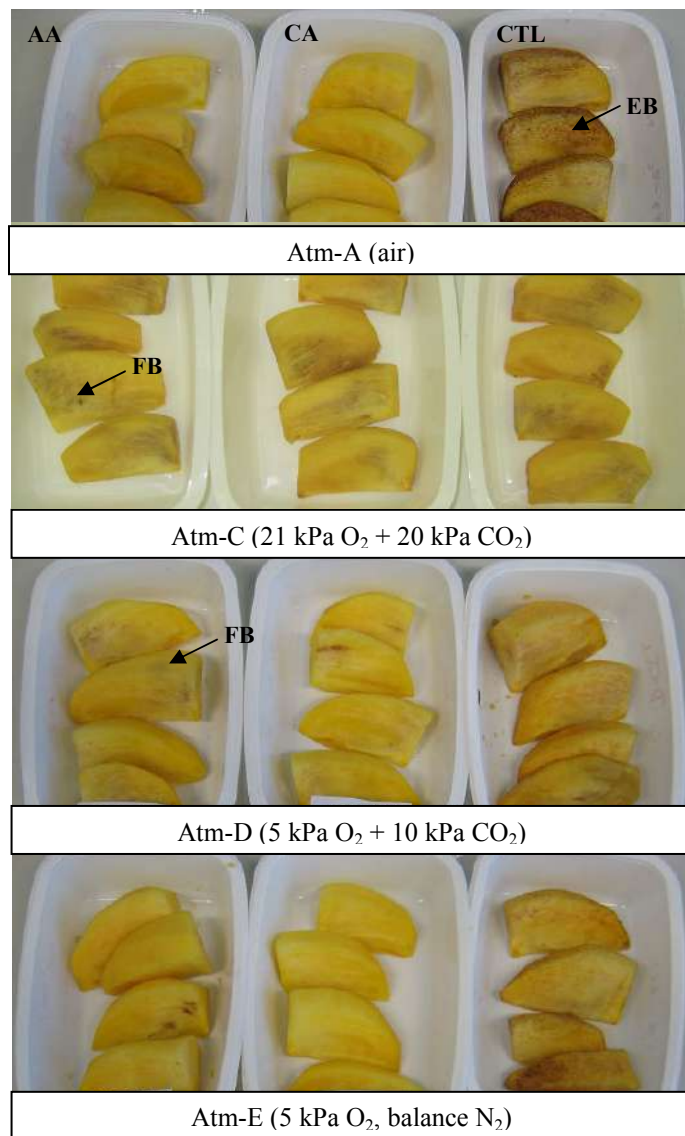 AA CA CTL
EB
Atm-A (air)
FB
Atm-C (21 kPa O₂ + 20 kPa CO₂)
FB
Atm-D (5 kPa O₂ + 10 kPa CO₂)
Atm-E (5 kPa O₂, balance N₂)